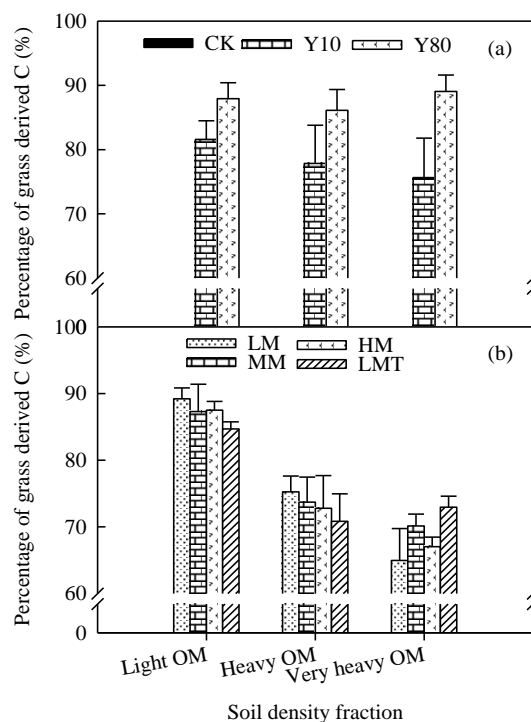 CK Y10 Y80 (a)
Percentage of grass derived C (%)
100
90
80
70
60
LM HM (b)
MM LMT
Percentage of grass derived C (%)
100
90
80
70
60
0
Light OM Heavy OM Very heavy OM
Soil density fraction